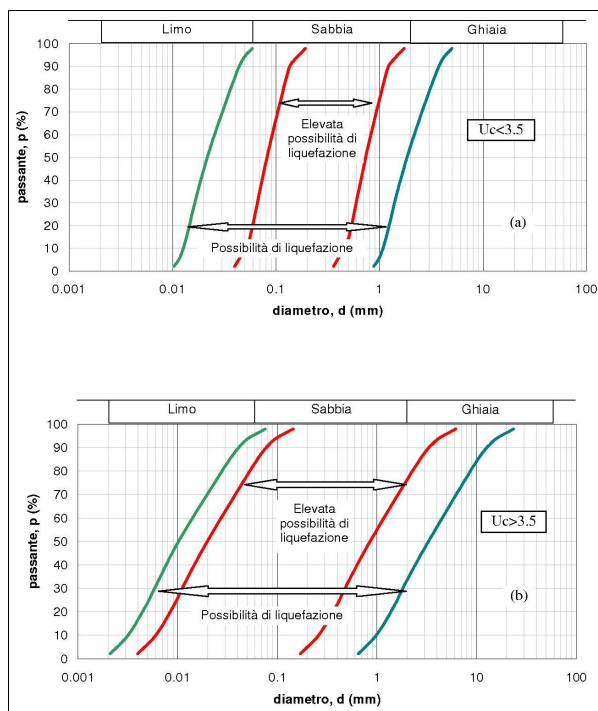 Limo Sabbia Ghiaia
100
90
80
70
60
50
40
30
20
10
0
passante, p (%)
Elevata
possibilità di
liquefazione
Uc<3.5
Possibilità di liquefazione
(a)
0.001 0.01 0.1 1 10 100
diametro, d (mm)
Limo Sabbia Ghiaia
100
90
80
70
60
50
40
30
20
10
0
passante, p (%)
Elevata
possibilità di
liquefazione
Uc>3.5
Possibilità di liquefazione
(b)
0.001 0.01 0.1 1 10 100
diametro, d (mm)